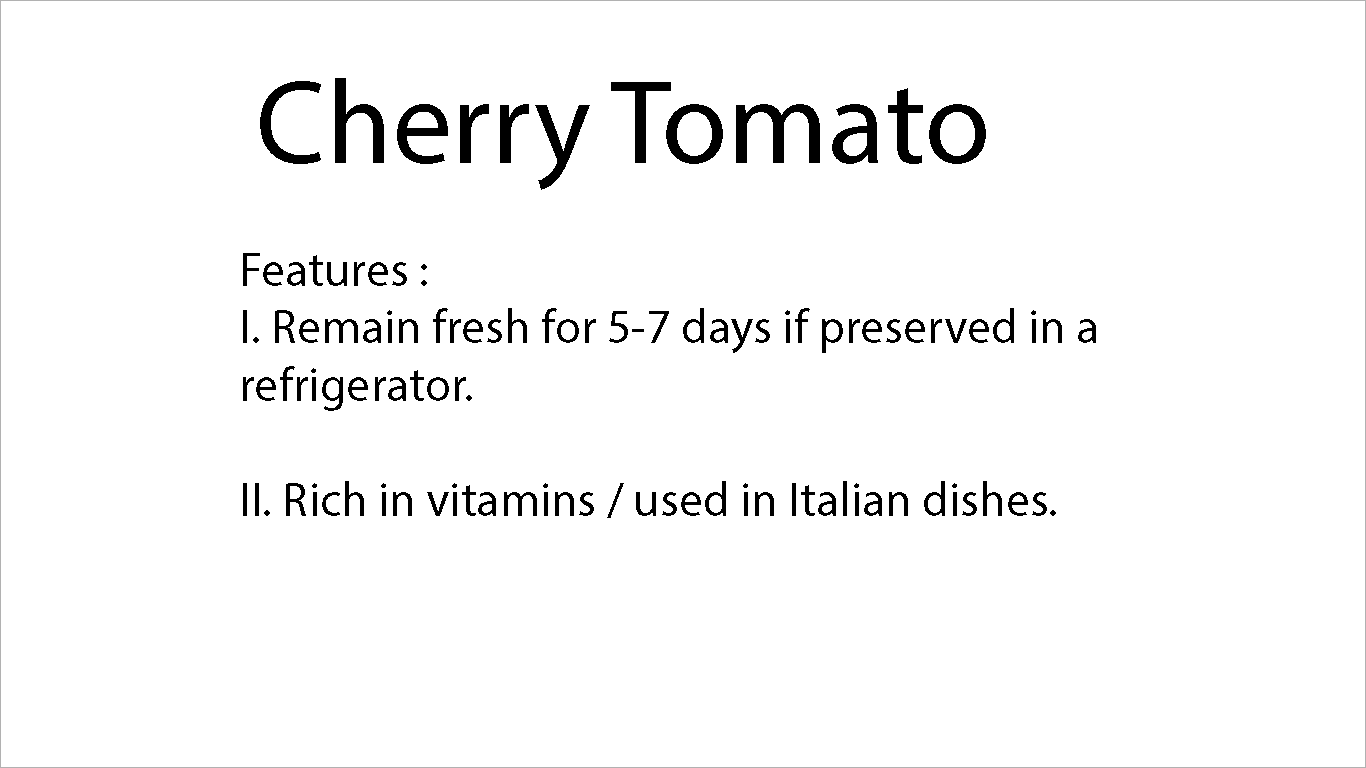 Cherry Tomato
Features :
I. Remain fresh for 5-7 days if preserved in a
refrigerator.
II. Rich in vitamins / used in Italian dishes.